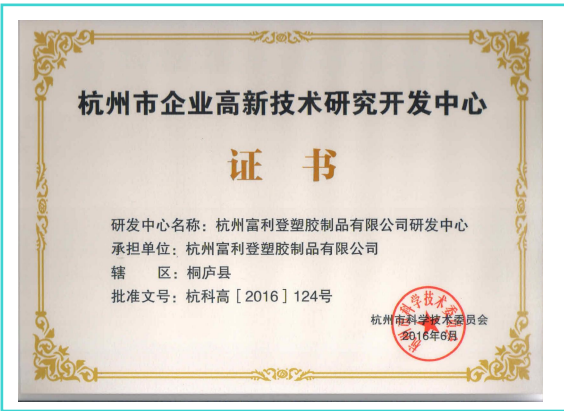 杭州市企业高新技术研究开发中心
证 书
研发中心名称：杭州富利登塑胶制品有限公司研发中心
承担单位：杭州富利登塑胶制品有限公司
辖 区：桐庐县
批准文号：杭科高［2016］124号
杭州市科学技术委员会
2016年6月